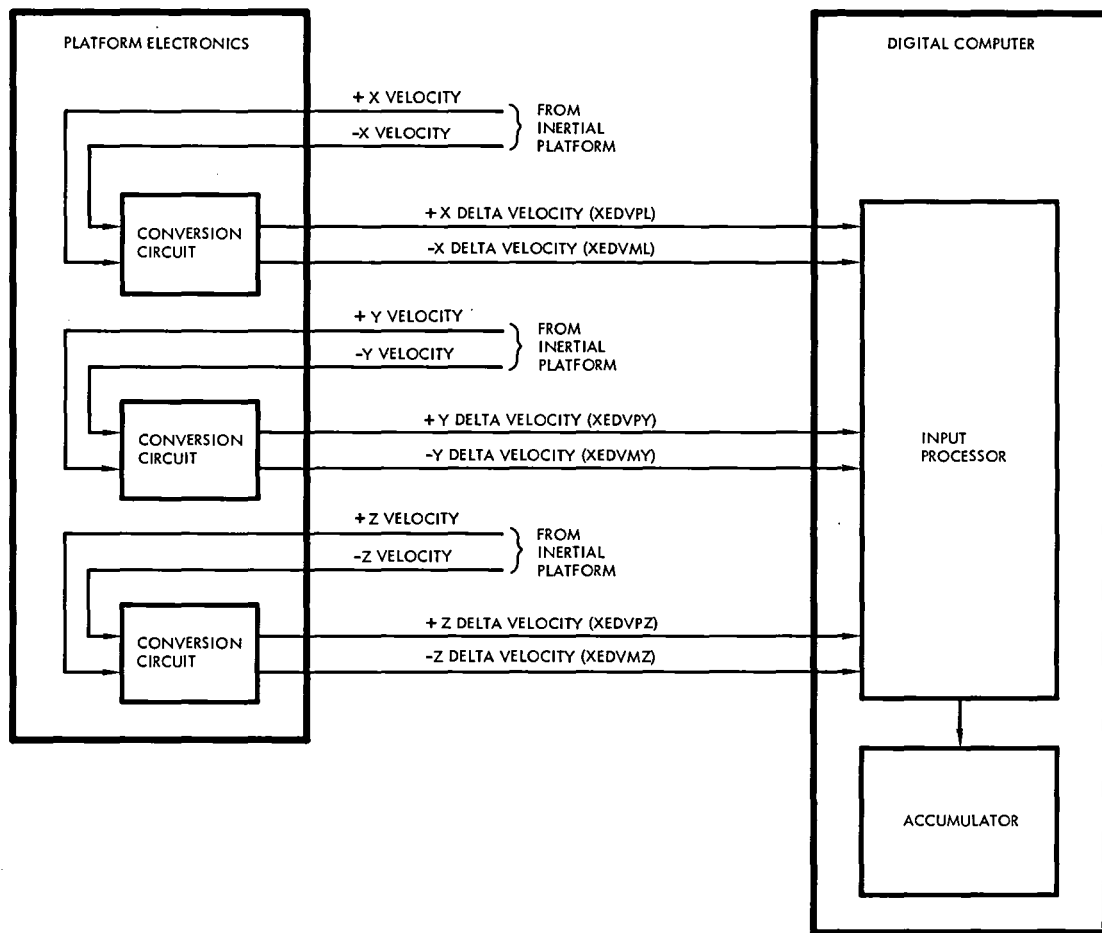 PLATFORM ELECTRONICS
DIGITAL COMPUTER
+ X VELOCITY
-X VELOCITY
FROM
INERTIAL
PLATFORM
CONVERSION
CIRCUIT
+ X DELTA VELOCITY (XEDVPL)
-X DELTA VELOCITY (XEDVML)
+ Y VELOCITY
-Y VELOCITY
FROM
INERTIAL
PLATFORM
CONVERSION
CIRCUIT
+ Y DELTA VELOCITY (XEDVPY)
-Y DELTA VELOCITY (XEDVMY)
INPUT
PROCESSOR
+ Z VELOCITY
-Z VELOCITY
FROM
INERTIAL
PLATFORM
CONVERSION
CIRCUIT
+ Z DELTA VELOCITY (XEDVPZ)
-Z DELTA VELOCITY (XEDVMZ)
ACCUMULATOR